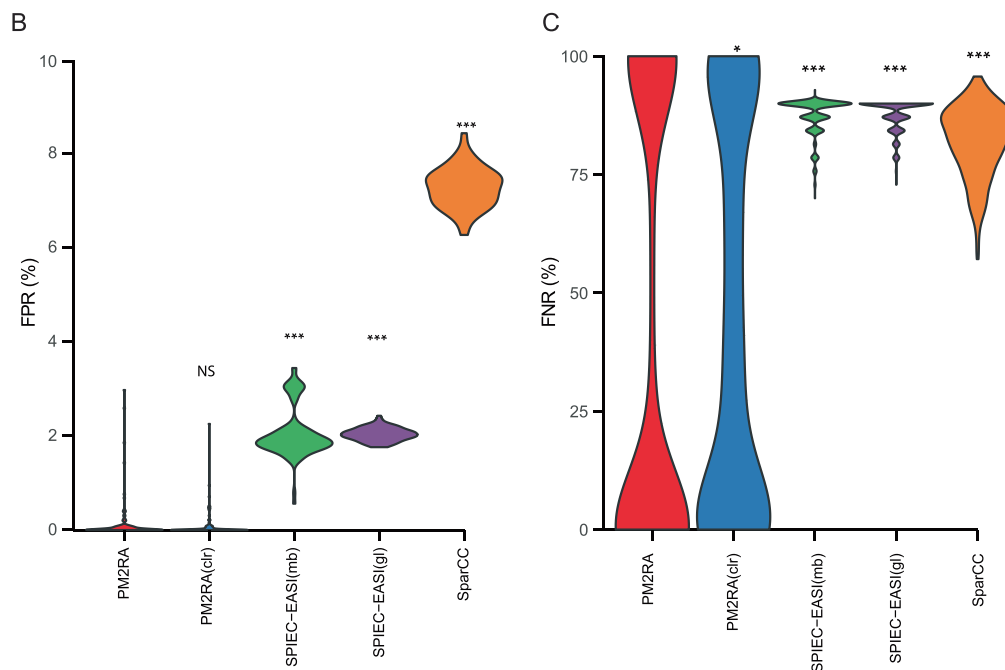 B
FPR (%)
10
8
6
4
2
0
NS
***
***
***
PM2RA
PM2RA(clr)
SPIEC−EASI(mb)
SPIEC−EASI(gl)
SparCC
C
FNR (%)
100
75
50
25
0
*
***
***
***
PM2RA
PM2RA(clr)
SPIEC−EASI(mb)
SPIEC−EASI(gl)
SparCC